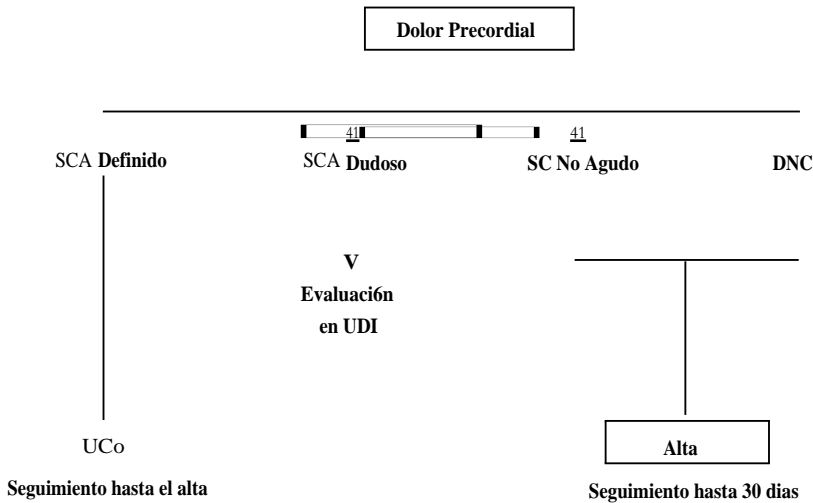 Dolor Precordial
41 41
SCA Definido SCA Dudoso SC No Agudo DNC
V
Evaluaci6n
en UDI
UCo Alta
Seguimiento hasta el alta Seguimiento hasta 30 dias